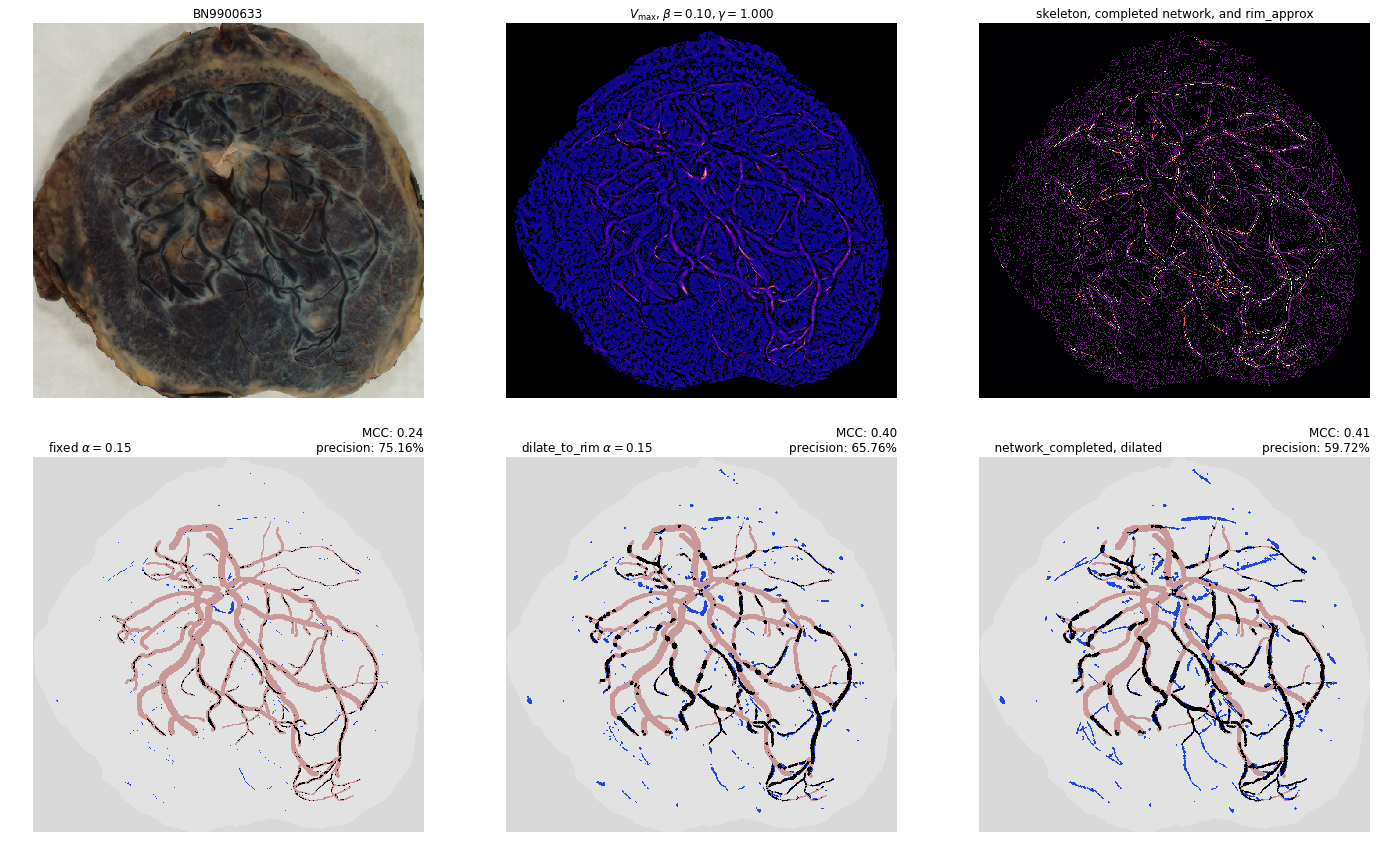 BN9900633
V_max, β = 0.10, γ = 1.000
skeleton, completed network, and rim_approx
MCC: 0.24
fixed α = 0.15
precision: 75.16%
MCC: 0.40
dilate_to_rim α = 0.15
precision: 65.76%
MCC: 0.41
network_completed, dilated
precision: 59.72%